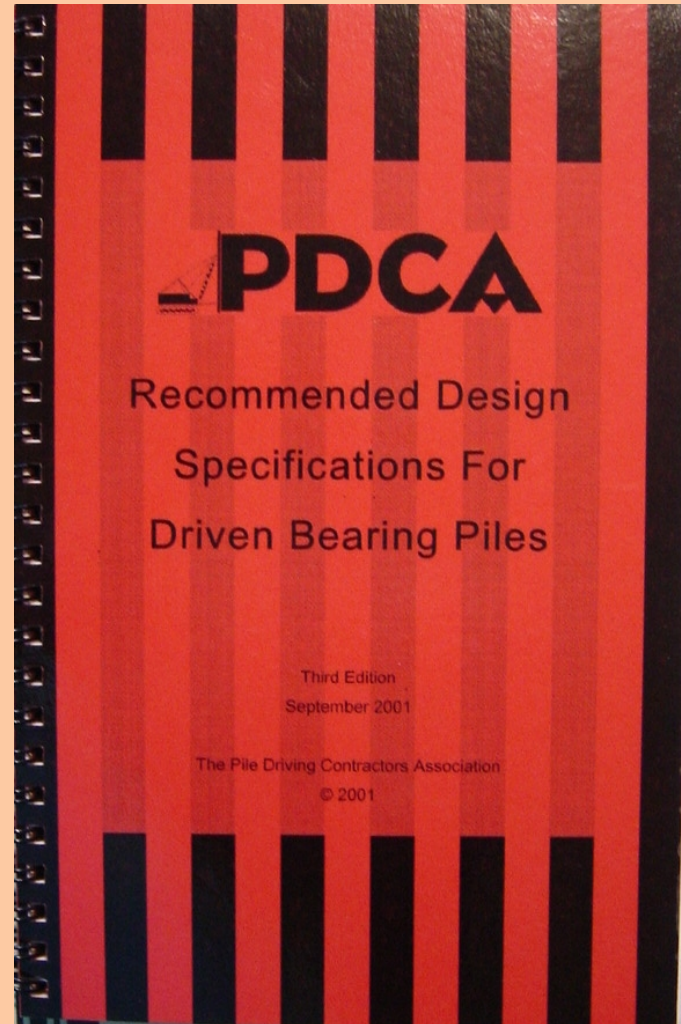 PDCA
Recommended Design
Specifications For
Driven Bearing Piles
Third Edition
September 2001
The Pile Driving Contractors Association
© 2001